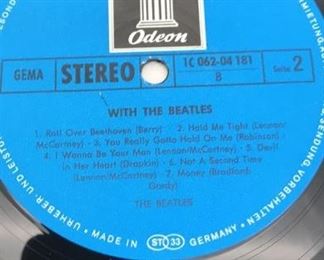 Odeon
GEMA STEREO 1C 062-04 181
B Seite 2
WITH THE BEATLES
1. Roll Over Beethoven (Berry) · 2. Hold Me Tight (Lennon/
McCartney) · 3. You Really Gotta Hold On Me (Robinson) ·
4. I Wanna Be Your Man (Lennon/McCartney) · 5. Devil
in Her Heart (Drapkin) · 6. Not A Second Time
(Lennon/McCartney) · 7. Money (Bradford-
Gordy)
THE BEATLES
URHEBER- UND LEISTU
MADE IN ST 33 GERMANY
SENDUNG VORBEHALTEN